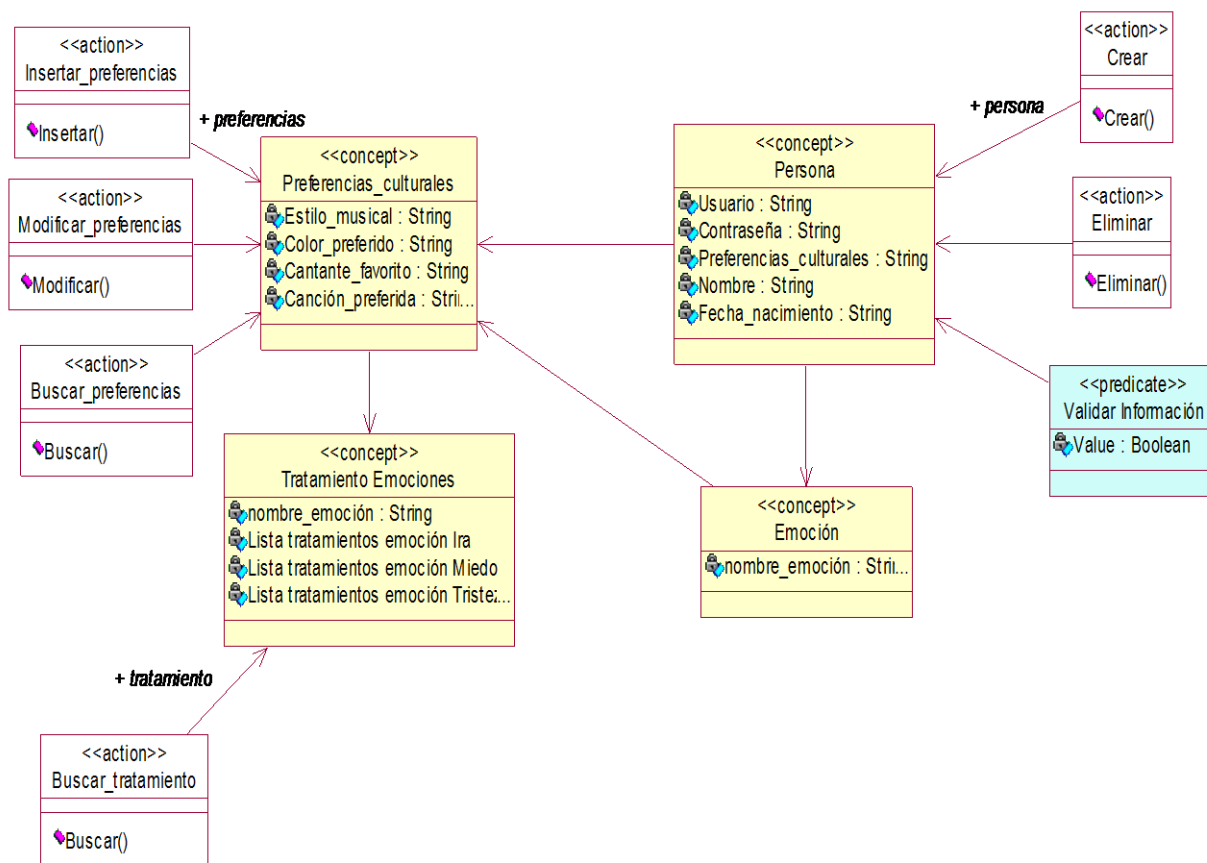 <<action>>
Insertar_preferencias
Insertar()
+ preferencias
<<action>>
Modificar_preferencias
Modificar()
<<action>>
Buscar_preferencias
Buscar()
<<concept>>
Preferencias_culturales
Estilo_musical : String
Color_preferido : String
Cantante_favorito : String
Canción_preferida : Strin...
<<concept>>
Tratamiento Emociones
nombre_emoción : String
Lista tratamientos emoción Ira
Lista tratamientos emoción Miedo
Lista tratamientos emoción Tristez...
+ tratamiento
<<action>>
Buscar_tratamiento
Buscar()
<<concept>>
Persona
Usuario : String
Contraseña : String
Preferencias_culturales : String
Nombre : String
Fecha_nacimiento : String
+ persona
<<action>>
Crear
Crear()
<<action>>
Eliminar
Eliminar()
<<predicate>>
Validar Información
Value : Boolean
<<concept>>
Emoción
nombre_emoción : Strin...